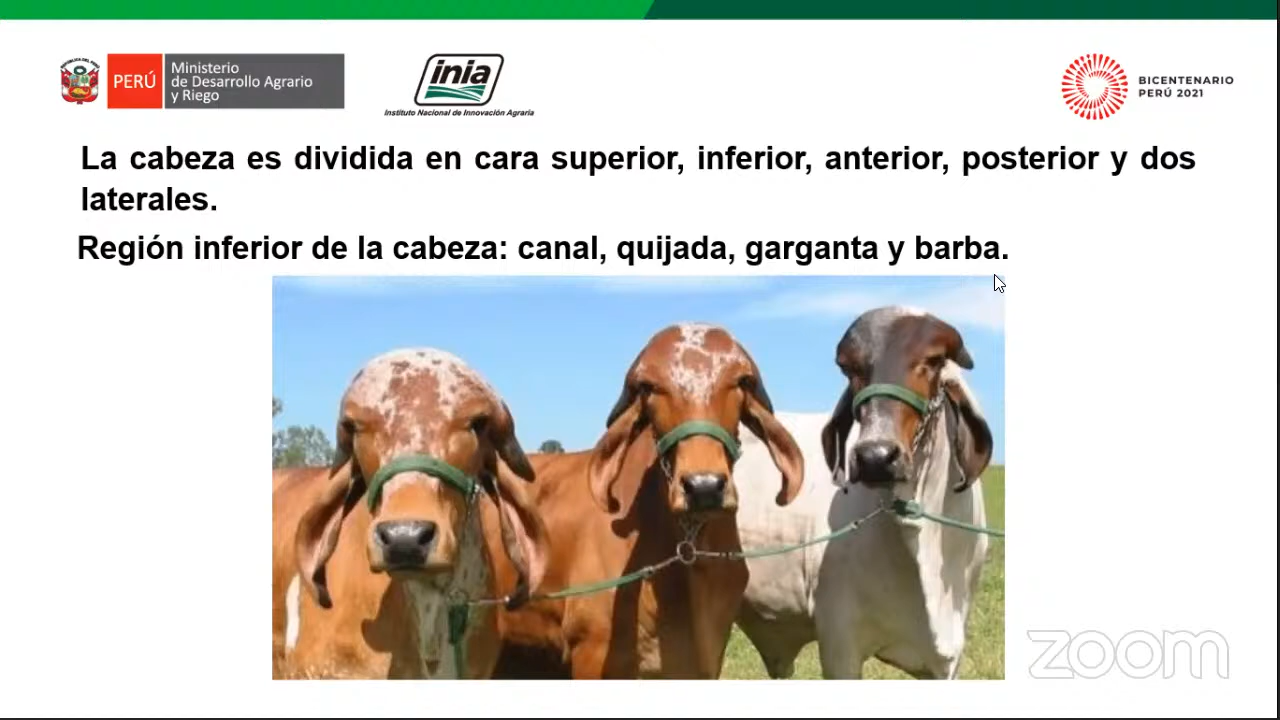 PERÚ
Ministerio
de Desarrollo Agrario
y Riego
inia
Instituto Nacional de Innovación Agraria
BICENTENARIO
PERÚ 2021
La cabeza es dividida en cara superior, inferior, anterior, posterior y dos
laterales.
Región inferior de la cabeza: canal, quijada, garganta y barba.
zoom